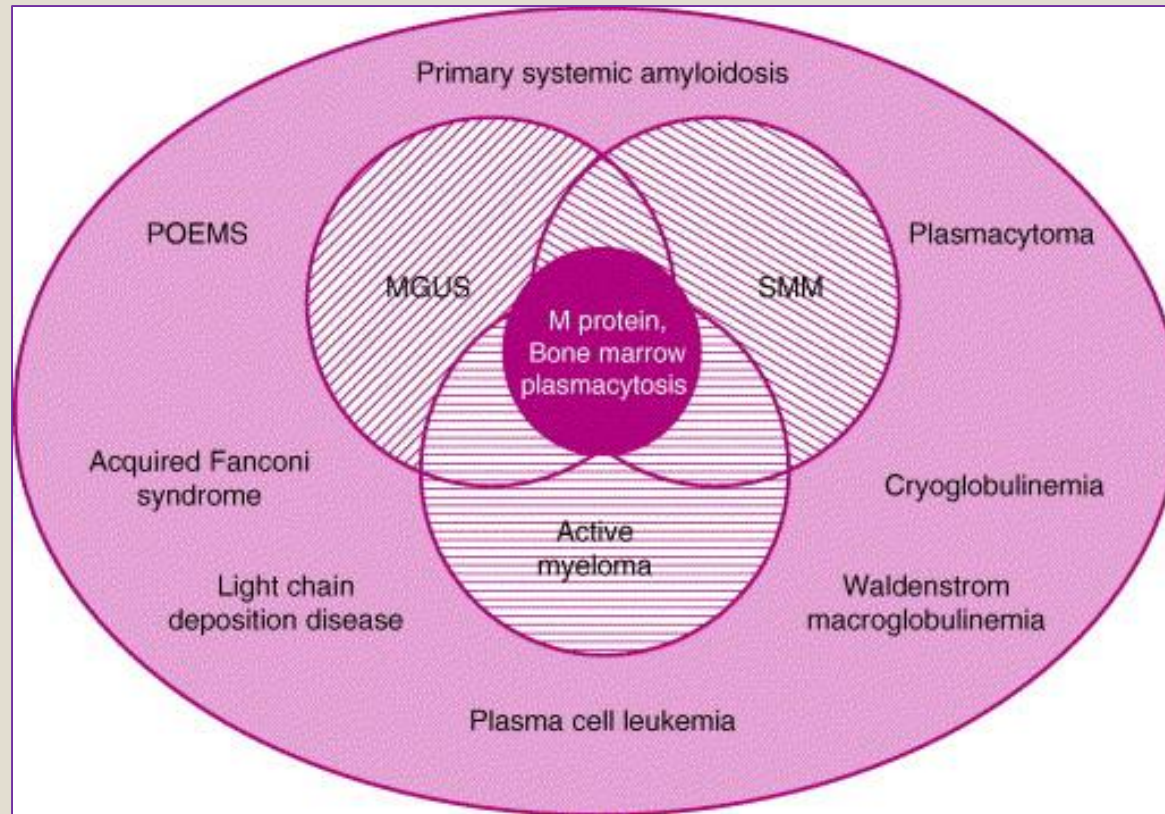 Primary systemic amyloidosis
POEMS
Plasmacytoma
MGUS
SMM
M protein,
Bone marrow
plasmacytosis
Acquired Fanconi
syndrome
Cryoglobulinemia
Active
myeloma
Light chain
deposition disease
Waldenstrom
macroglobulinemia
Plasma cell leukemia